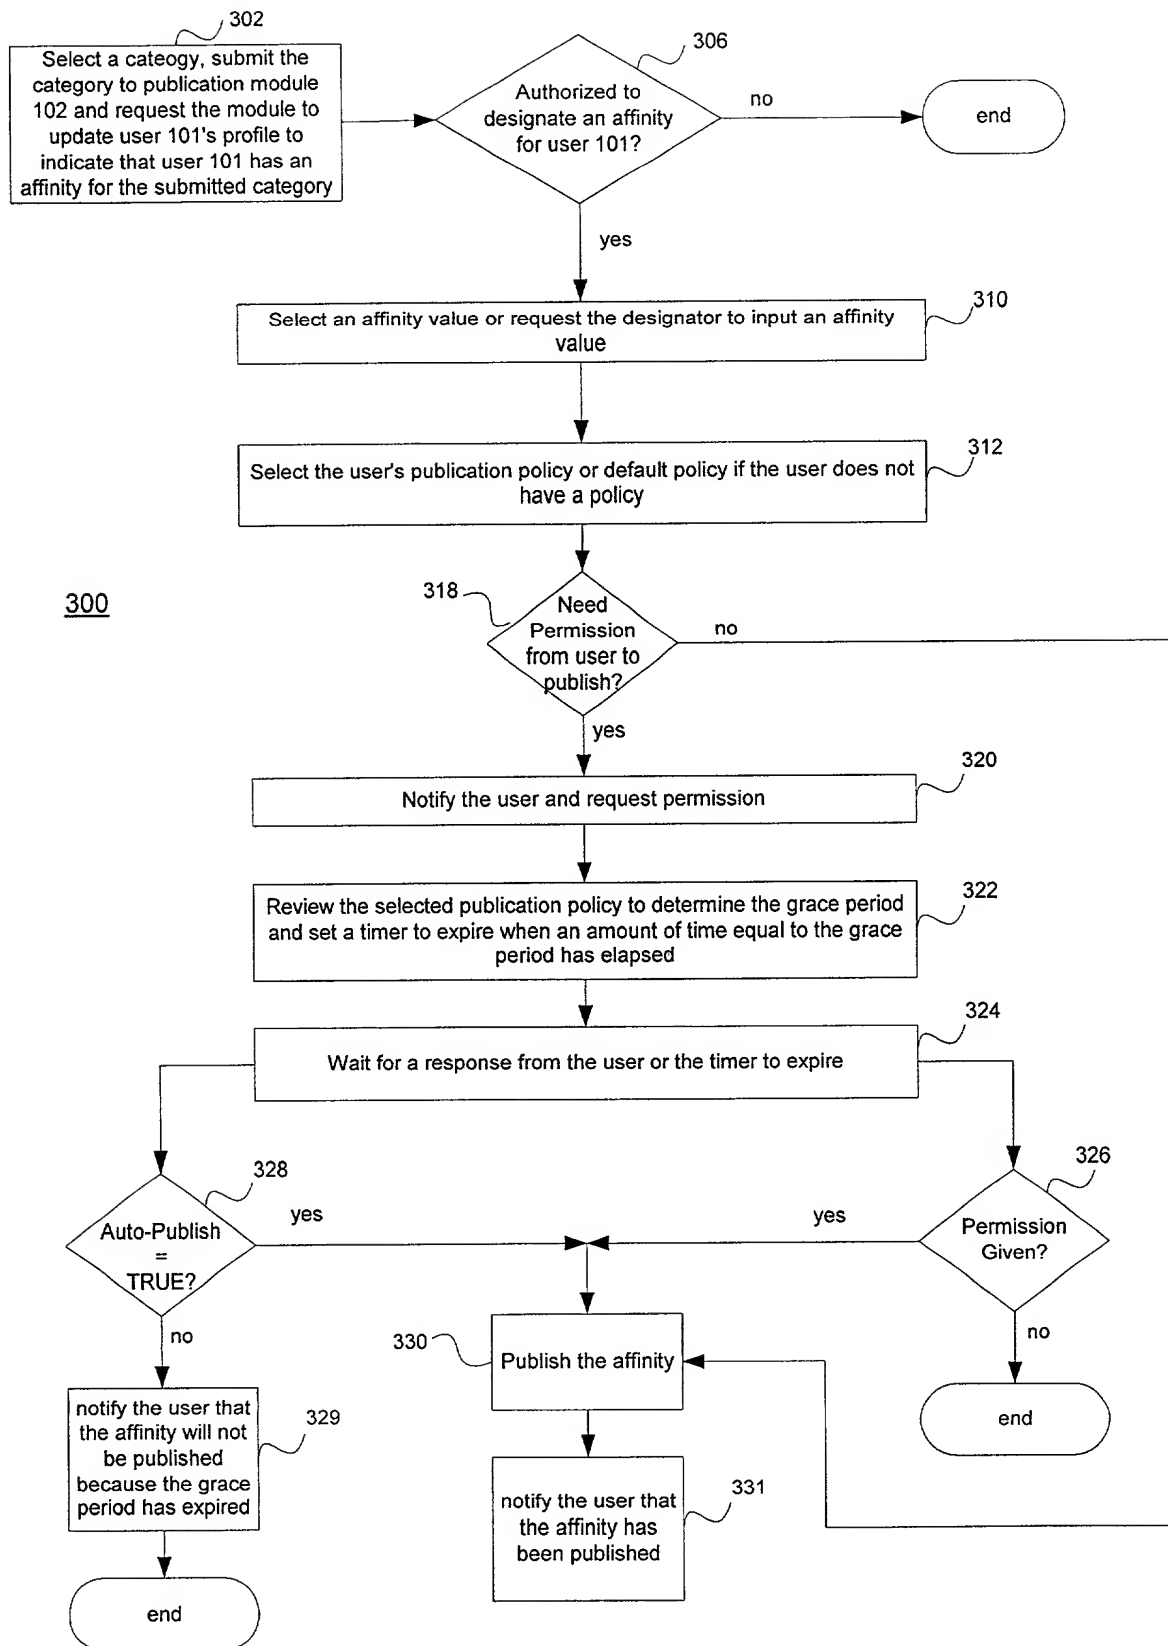 302
Select a cateogy, submit the
category to publication module
102 and request the module to
update user 101's profile to
indicate that user 101 has an
affinity for the submitted category
306
Authorized to
designate an affinity
for user 101?
no
end
yes
310
Select an affinity value or request the designator to input an affinity
value
312
Select the user's publication policy or default policy if the user does not
have a policy
300
318
Need
Permission
from user to
publish?
no
yes
320
Notify the user and request permission
322
Review the selected publication policy to determine the grace period
and set a timer to expire when an amount of time equal to the grace
period has elapsed
324
Wait for a response from the user or the timer to expire
328
Auto-Publish
=
TRUE?
yes
no
326
Permission
Given?
yes
no
end
330
Publish the affinity
329
notify the user that
the affinity will not
be published
because the grace
period has expired
end
331
notify the user that
the affinity has
been published